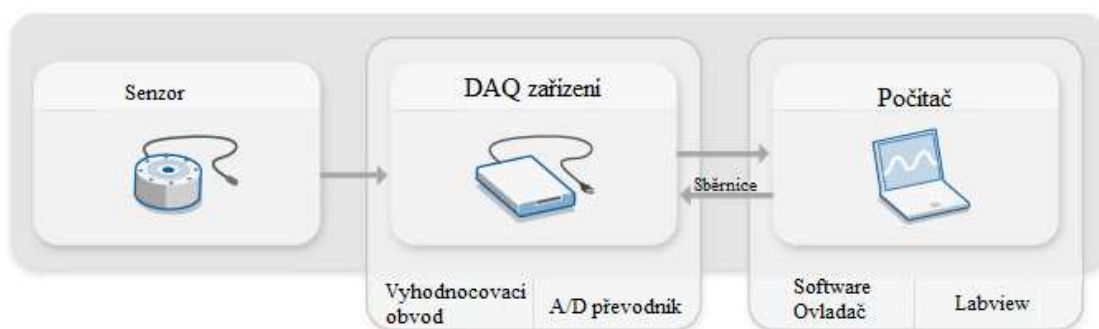 Senzor
DAQ zařízení
Počítač
Sběrnice
Vyhodnocovací
obvod
A/D převodník
Software
Ovladač
Labview